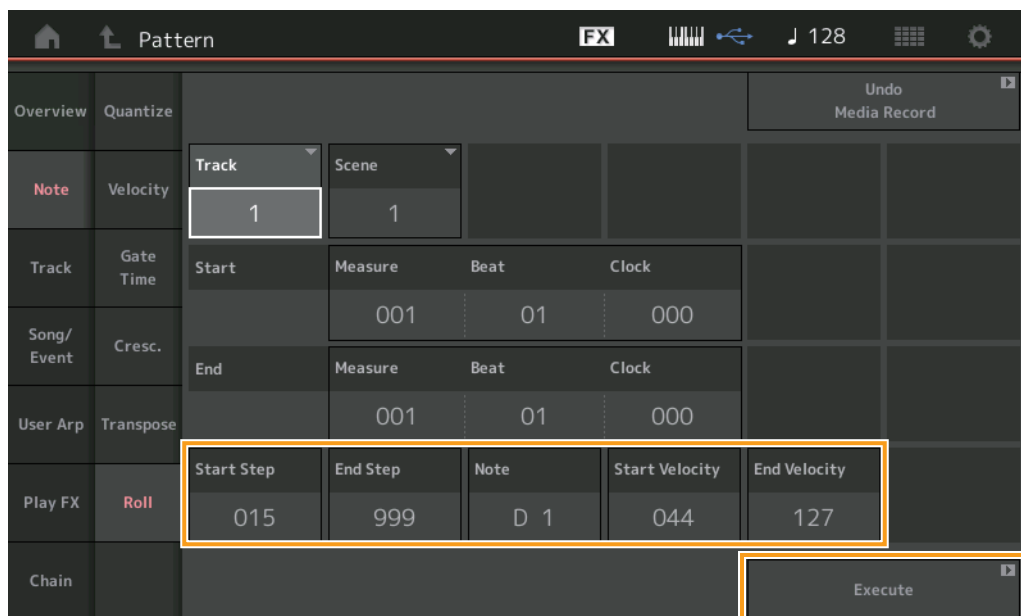 Pattern FX 128
Undo
Media Record
Overview Quantize
Track Scene
Note Velocity
1 1
Track Gate Time Start Measure Beat Clock
001 01 000
Song/
Event Cresc.
End Measure Beat Clock
001 01 000
User Arp Transpose
Start Step End Step Note Start Velocity End Velocity
Play FX Roll
015 999 D 1 044 127
Chain
Execute